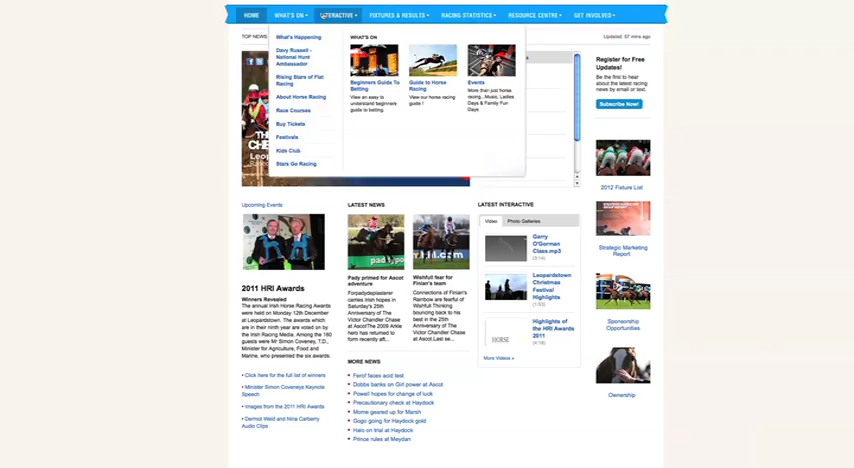 HOME
WHAT'S ON
INTERACTIVE
FIXTURES & RESULTS
RACING STATISTICS
RESOURCE CENTRE
GET INVOLVED
TOP NEWS
Updated: 57 mins ago
What's Happening
Davy Russell -
National Hunt
Ambassador
Rising Stars of Flat
Racing
About Horse Racing
Race Courses
Buy Tickets
Festivals
Kids Club
Stars Go Racing
WHAT'S ON
Beginners Guide To
Betting
View an easy to
understand beginners
guide to betting.
Guide to Horse
Racing
View our horse racing
guide.!
Events
More than just horse
racing...Music, Ladies
Days & Family Fun
Days
Register for Free
Updates!
Be the first to hear
about the latest racing
news by email or text.
Subscribe Now!
2012 Fixture List
Strategic Marketing
Report
Sponsorship
Opportunities
Ownership
Upcoming Events
2011 HRI Awards
Winners Revealed
The annual Irish Horse Racing Awards
were held on Monday 12th December
at Leopardstown. The awards which
are in their ninth year are voted on by
the Irish Racing Media. Among the 180
guests were Mr Simon Coveney, T.D.,
Minister for Agriculture, Food and
Marine, who presented the six awards.
• Click here for the full list of winners
• Minister Simon Coveneys Keynote
Speech
• Images from the 2011 HRI Awards
• Dermot Weld and Nina Carberry
Audio Clips
LATEST NEWS
Pady primed for Ascot
adventure
Forpadydeplasterer
carries Irish hopes in
Saturday's 25th
Anniversary of The
Victor Chandler Chase
at AscotThe 2009 Arkle
hero has returned to
form recently aft...
Wishfull fear for
Finian's team
Connections of Finian's
Rainbow are fearful of
Wishfull Thinking
bouncing back to his
best in the 25th
Anniversary of The
Victor Chandler Chase
at Ascot.Last se...
MORE NEWS
• Ferof faces acid test
• Dobbs banks on Girl power at Ascot
• Powell hopes for change of luck
• Precautionary check at Haydock
• Mome geared up for Marsh
• Gogo going for Haydock gold
• Halo on trial at Haydock
• Prince rules at Meydan
LATEST INTERACTIVE
Video
Photo Galleries
Garry
O'Gorman
Class.mp3
(3:14)
Leopardstown
Christmas
Festival
Highlights
(1:53)
Highlights of
the HRI Awards
2011
(4:18)
HORSE
More Videos »